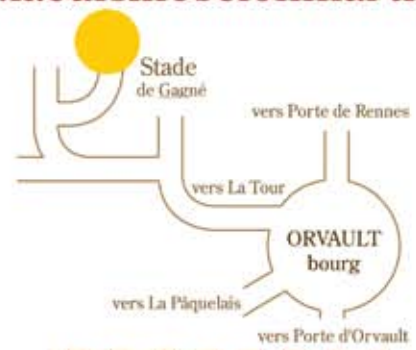 Stade
de Gagné
vers Porte de Rennes
vers La Tour
ORVAULT
bourg
vers La Pâquelais
vers Porte d'Orvault